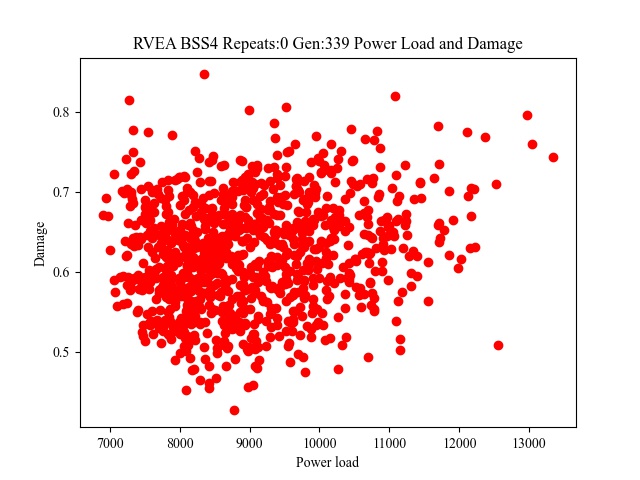 RVEA BSS4 Repeats:0 Gen:339 Power Load and Damage
0.8
0.7
0.6
0.5
Damage
7000 8000 9000 10000 11000 12000 13000
Power load